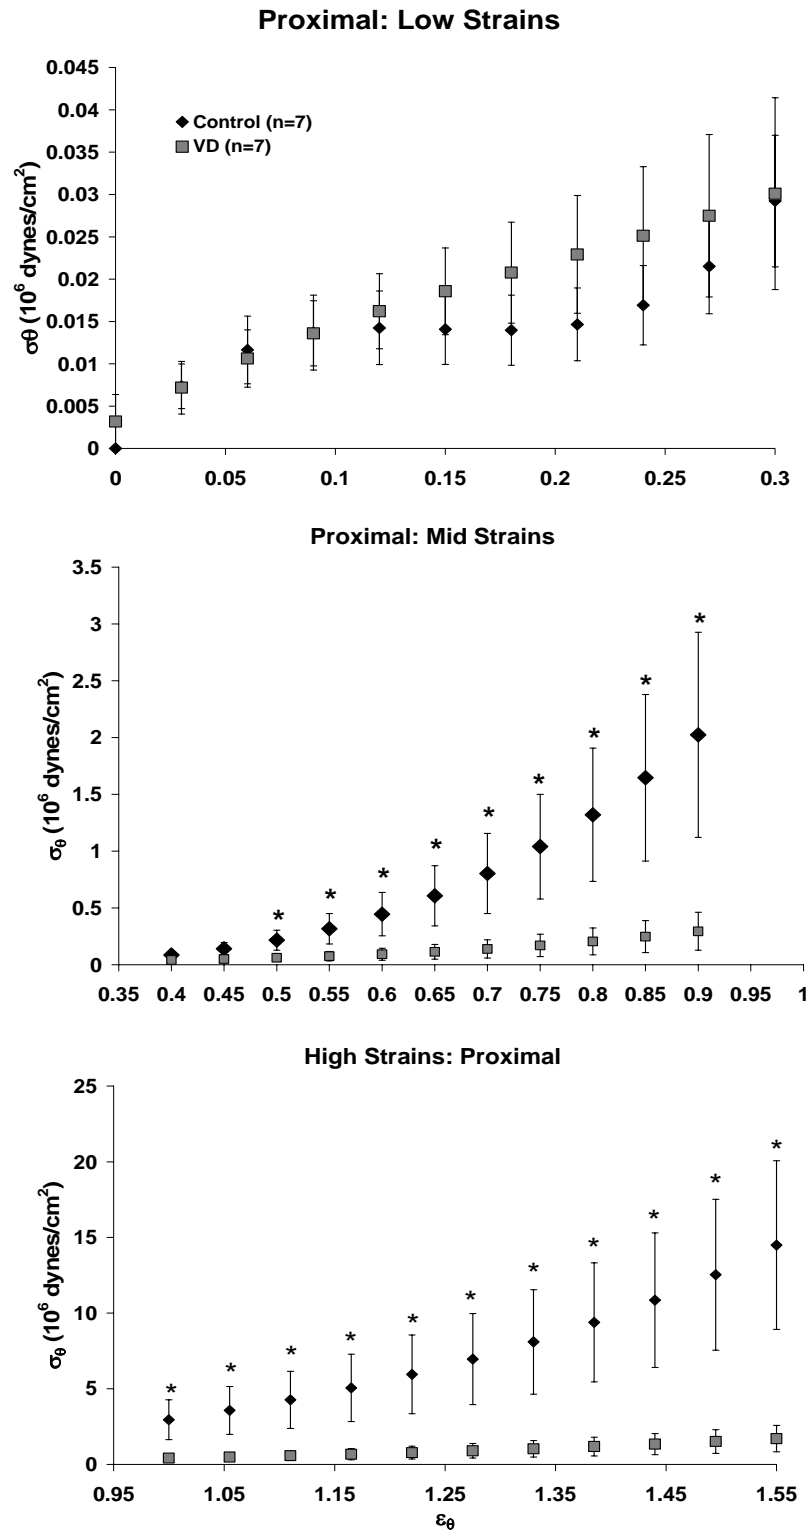 Proximal: Low Strains
0.045
0.04
0.035
0.03
0.025
0.02
0.015
0.01
0.005
0
σθ (10⁶ dynes/cm²)
Control (n=7)
VD (n=7)
0 0.05 0.1 0.15 0.2 0.25 0.3
Proximal: Mid Strains
3.5
3
2.5
2
1.5
1
0.5
0
σθ (10⁶ dynes/cm²)
* * * * * * * * *
0.35 0.4 0.45 0.5 0.55 0.6 0.65 0.7 0.75 0.8 0.85 0.9 0.95 1
High Strains: Proximal
25
20
15
10
5
0
σθ (10⁶ dynes/cm²)
* * * * * * * * * * * *
0.95 1.05 1.15 1.25 1.35 1.45 1.55
εθ